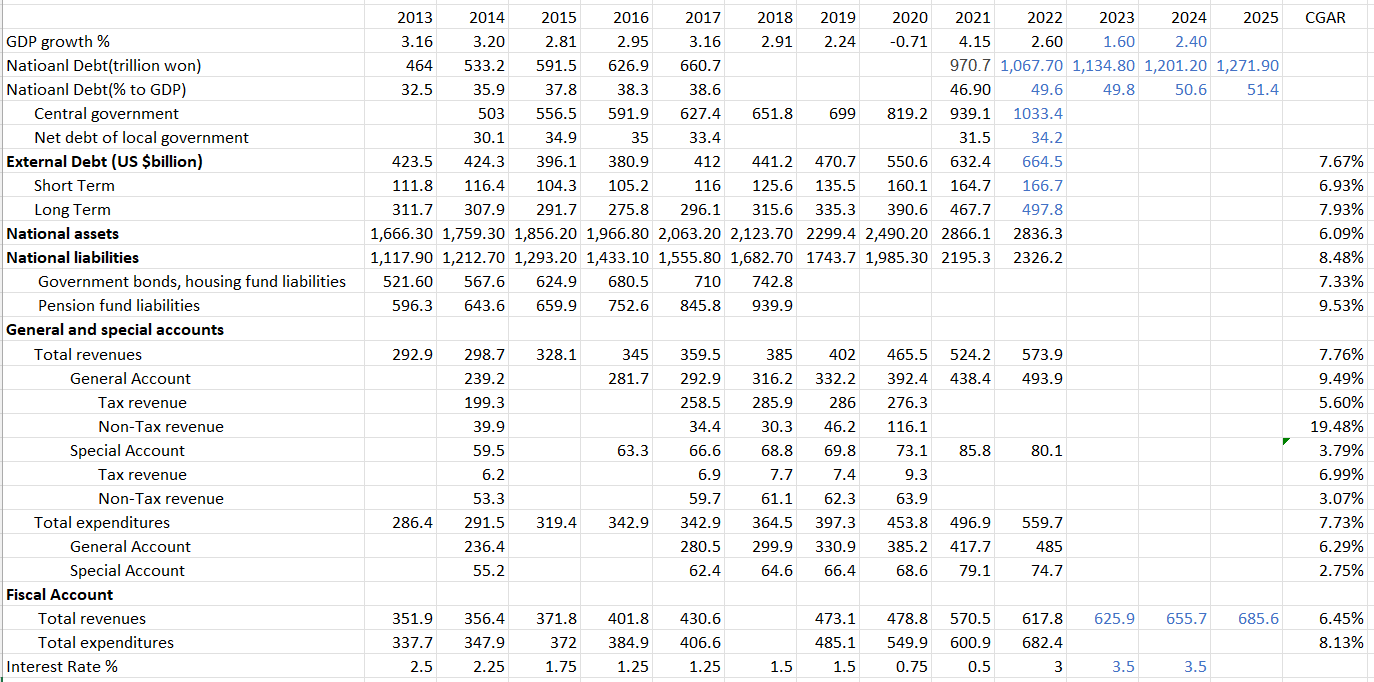 2013 2014 2015 2016 2017 2018 2019 2020 2021 2022 2023 2024 2025 CGAR
GDP growth % 3.16 3.20 2.81 2.95 3.16 2.91 2.24 -0.71 4.15 2.60 1.60 2.40
Natioanl Debt(trillion won) 464 533.2 591.5 626.9 660.7 970.7 1,067.70 1,134.80 1,201.20 1,271.90
Natioanl Debt(% to GDP) 32.5 35.9 37.8 38.3 38.6 46.90 49.6 49.8 50.6 51.4
Central government 503 556.5 591.9 627.4 651.8 699 819.2 939.1 1033.4
Net debt of local government 30.1 34.9 35 33.4 31.5 34.2
External Debt (US $billion) 423.5 424.3 396.1 380.9 412 441.2 470.7 550.6 632.4 664.5 7.67%
Short Term 111.8 116.4 104.3 105.2 116 125.6 135.5 160.1 164.7 166.7 6.93%
Long Term 311.7 307.9 291.7 275.8 296.1 315.6 335.3 390.6 467.7 497.8 7.93%
National assets 1,666.30 1,759.30 1,856.20 1,966.80 2,063.20 2,123.70 2299.4 2,490.20 2866.1 2836.3 6.09%
National liabilities 1,117.90 1,212.70 1,293.20 1,433.10 1,555.80 1,682.70 1743.7 1,985.30 2195.3 2326.2 8.48%
Government bonds, housing fund liabilities 521.60 567.6 624.9 680.5 710 742.8 7.33%
Pension fund liabilities 596.3 643.6 659.9 752.6 845.8 939.9 9.53%
General and special accounts
Total revenues 292.9 298.7 328.1 345 359.5 385 402 465.5 524.2 573.9 7.76%
General Account 239.2 281.7 292.9 316.2 332.2 392.4 438.4 493.9 9.49%
Tax revenue 199.3 258.5 285.9 286 276.3 5.60%
Non-Tax revenue 39.9 34.4 30.3 46.2 116.1 19.48%
Special Account 59.5 63.3 66.6 68.8 69.8 73.1 85.8 80.1 3.79%
Tax revenue 6.2 6.9 7.7 7.4 9.3 6.99%
Non-Tax revenue 53.3 59.7 61.1 62.3 63.9 3.07%
Total expenditures 286.4 291.5 319.4 342.9 342.9 364.5 397.3 453.8 496.9 559.7 7.73%
General Account 236.4 280.5 299.9 330.9 385.2 417.7 485 6.29%
Special Account 55.2 62.4 64.6 66.4 68.6 79.1 74.7 2.75%
Fiscal Account
Total revenues 351.9 356.4 371.8 401.8 430.6 473.1 478.8 570.5 617.8 625.9 655.7 685.6 6.45%
Total expenditures 337.7 347.9 372 384.9 406.6 485.1 549.9 600.9 682.4 8.13%
Interest Rate % 2.5 2.25 1.75 1.25 1.25 1.5 1.5 0.75 0.5 3 3.5 3.5